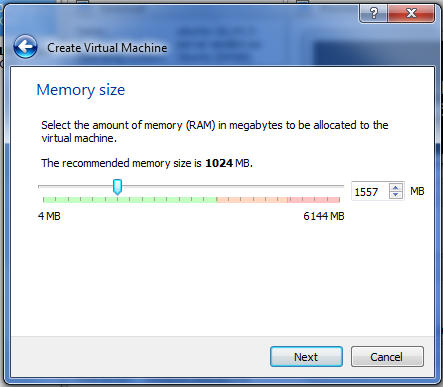 Create Virtual Machine
Memory size
Select the amount of memory (RAM) in megabytes to be allocated to the
virtual machine.
The recommended memory size is 1024 MB.
1557 MB
4 MB 6144 MB
Next Cancel